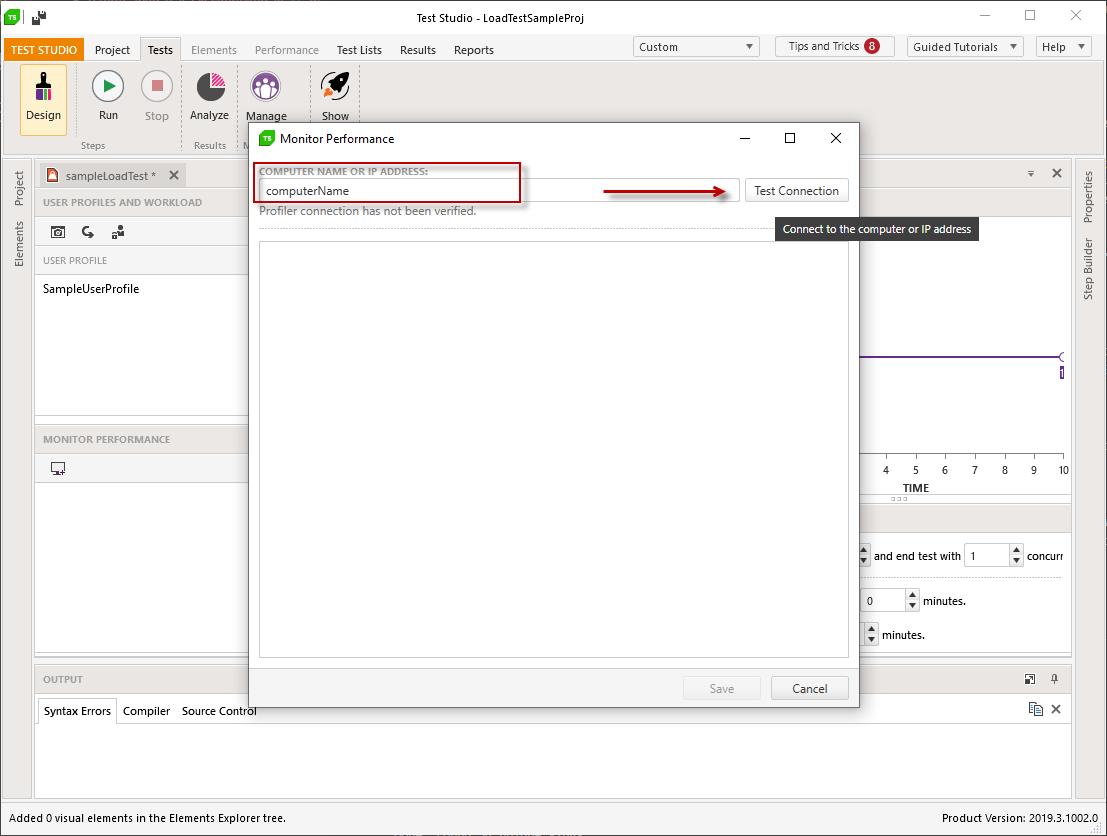 TS
Test Studio - LoadTestSampleProj
TEST STUDIO Project Tests Elements Performance Test Lists Results Reports Custom Tips and Tricks 8 Guided Tutorials Help
Design Run Stop Analyze Manage Show
Steps Results
TS Monitor Performance
COMPUTER NAME OR IP ADDRESS:
computerName Test Connection
Profiler connection has not been verified.
Connect to the computer or IP address
Save Cancel
Project
Elements
sampleLoadTest *
USER PROFILES AND WORKLOAD
USER PROFILE
SampleUserProfile
MONITOR PERFORMANCE
1
4 5 6 7 8 9 10
TIME
and end test with 1 concurr
0 minutes.
minutes.
Properties
Step Builder
OUTPUT
Syntax Errors Compiler Source Control
Added 0 visual elements in the Elements Explorer tree. Product Version: 2019.3.1002.0